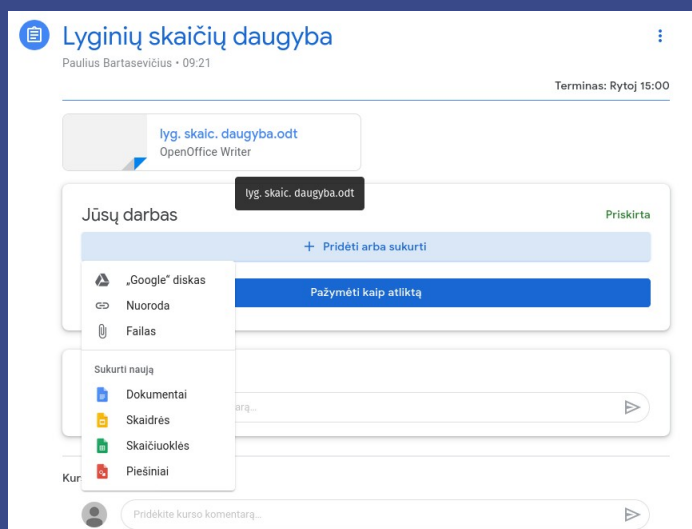 Lyginių skaičių daugyba
Paulius Bartasevičius • 09:21
Terminas: Rytoj 15:00
lyg. skaic. daugyba.odt
OpenOffice Writer
lyg. skaic. daugyba.odt
Jūsų darbas
Priskirta
+ Pridėti arba sukurti
„Google“ diskas
Pažymėti kaip atliktą
Nuoroda
Failas
Sukurti naują
Dokumentai
Skaidrės
Skaičiuoklės
Piešiniai
Pridėkite kurso komentarą...